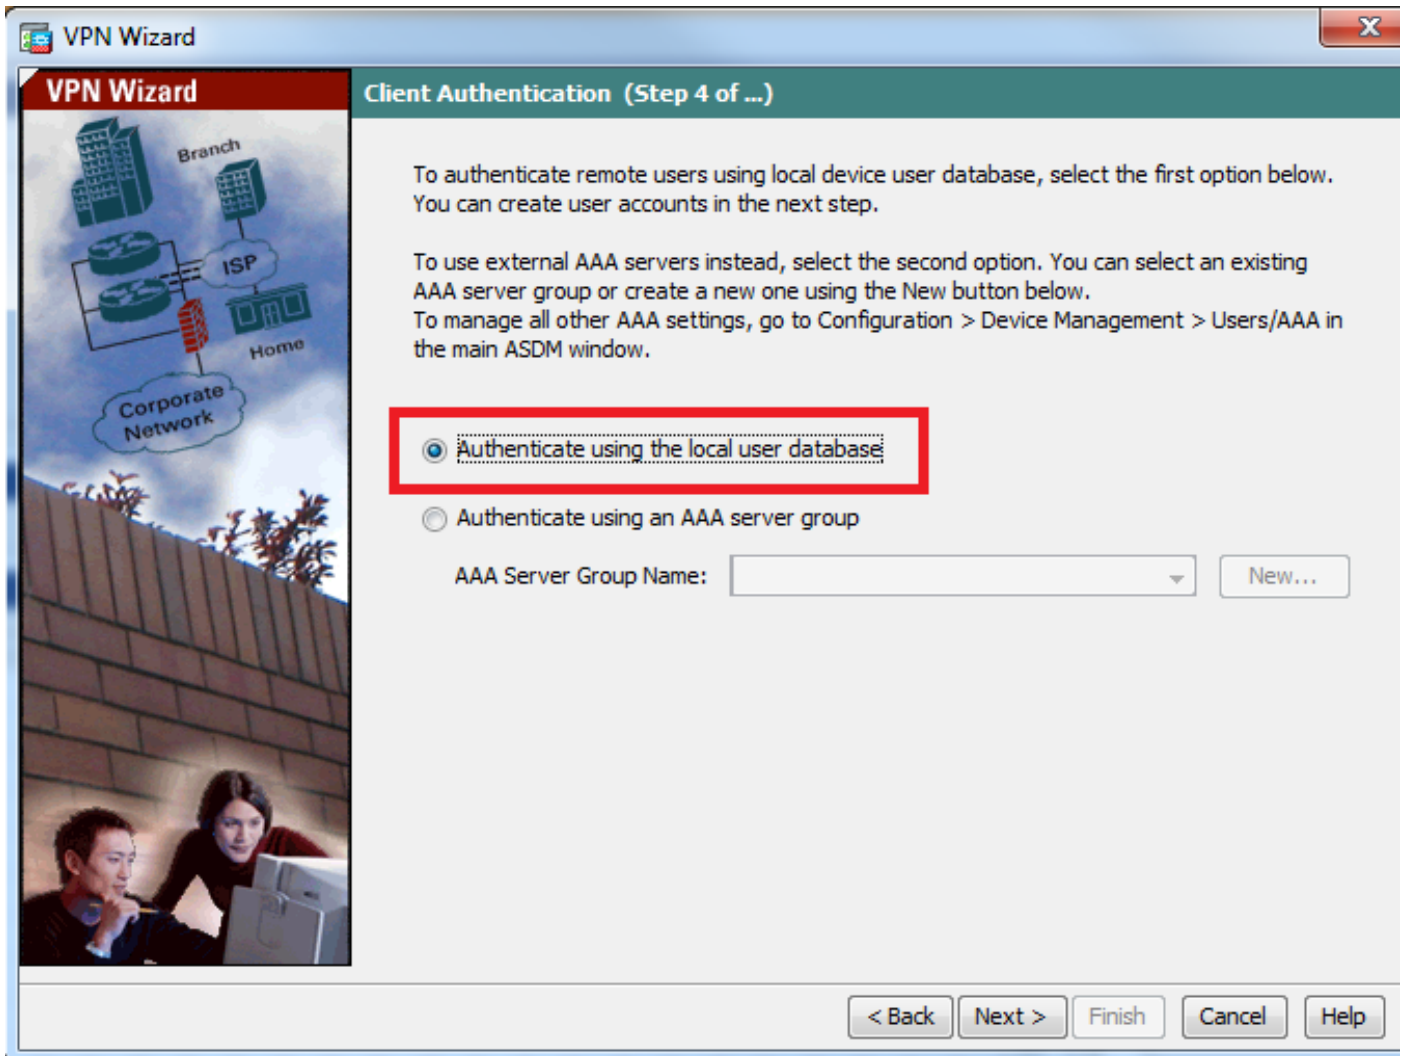 VPN Wizard
VPN Wizard
Client Authentication (Step 4 of ...)
Branch
ISP
Home
Corporate
Network
To authenticate remote users using local device user database, select the first option below.
You can create user accounts in the next step.
To use external AAA servers instead, select the second option. You can select an existing
AAA server group or create a new one using the New button below.
To manage all other AAA settings, go to Configuration > Device Management > Users/AAA in
the main ASDM window.
Authenticate using the local user database
Authenticate using an AAA server group
AAA Server Group Name:
New...
< Back
Next >
Finish
Cancel
Help